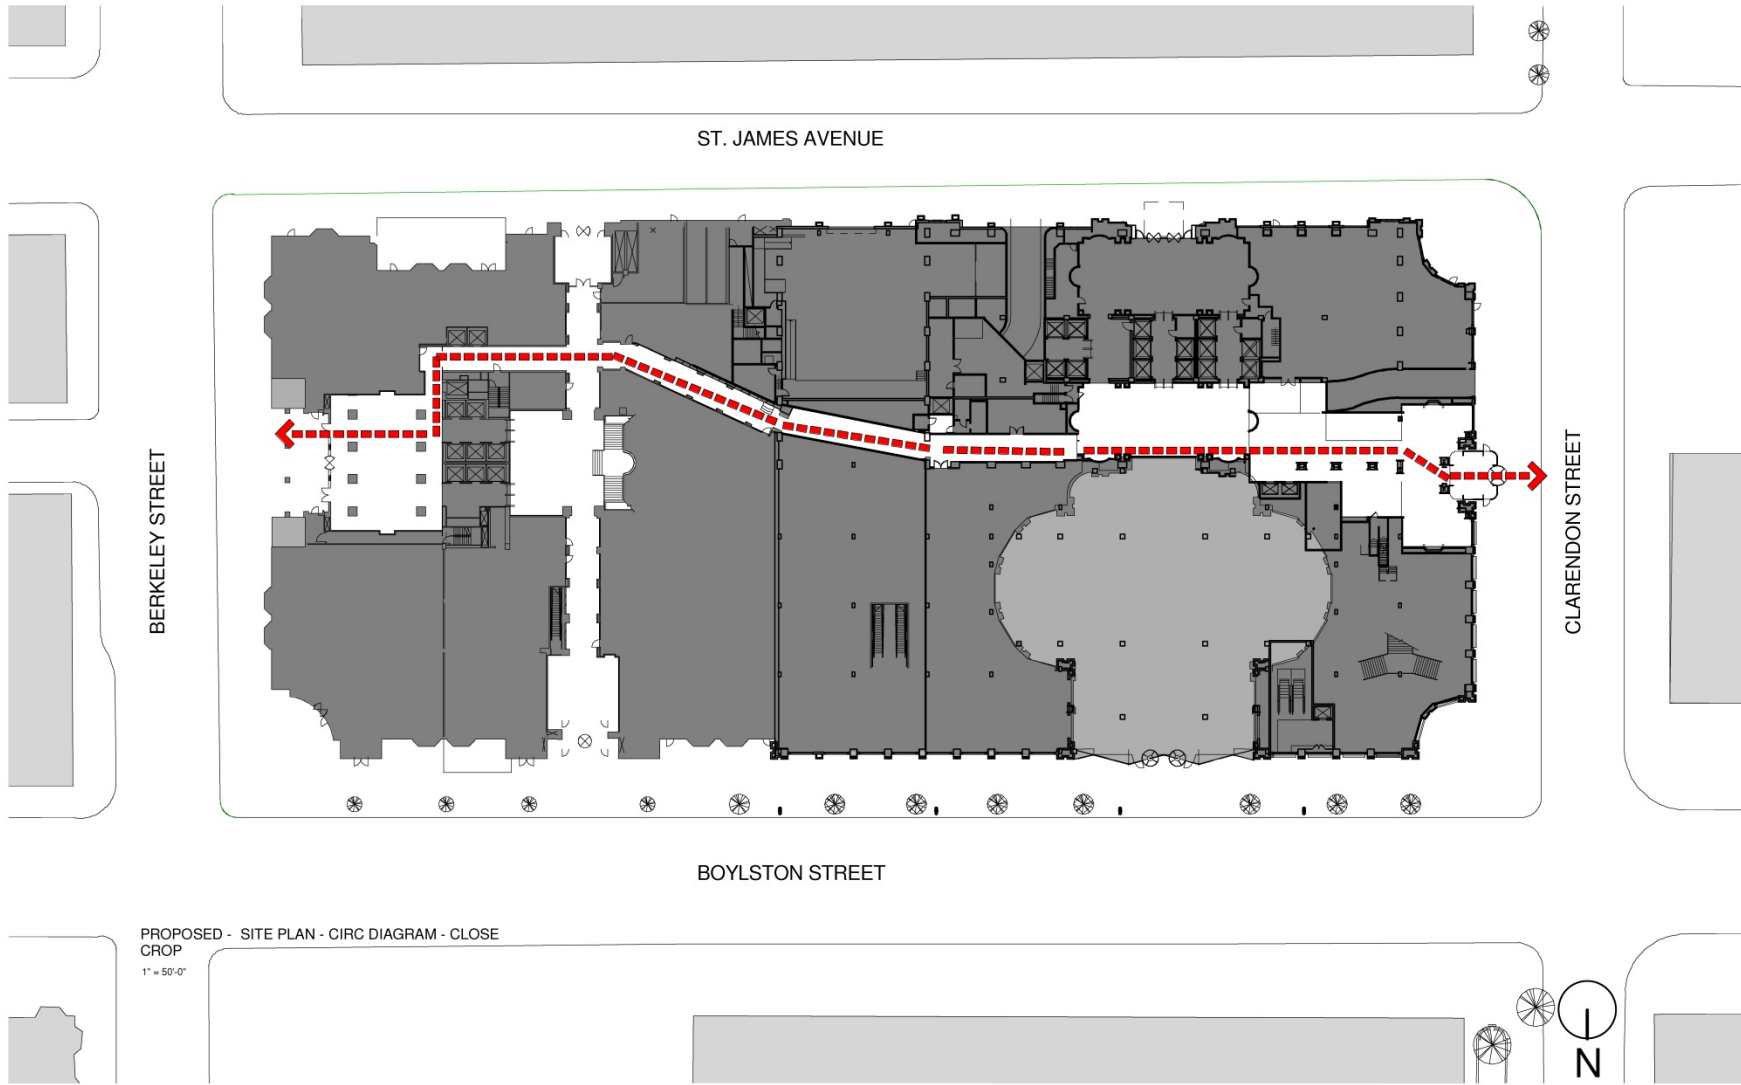 ST. JAMES AVENUE
BERKELEY STREET
CLARENDON STREET
BOYLSTON STREET
PROPOSED - SITE PLAN - CIRC DIAGRAM - CLOSE
CROP
1" = 50'-0"
N